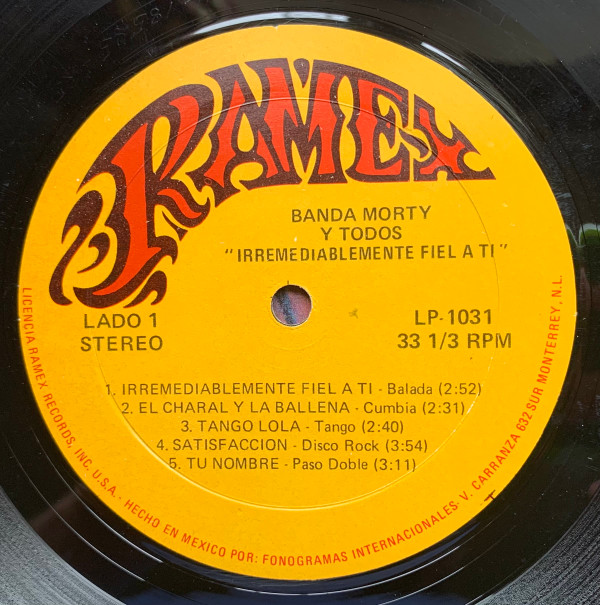 RAMEX
BANDA MORTY
Y TODOS
"IRREMEDIABLEMENTE FIEL A TI"
LADO 1
STEREO
LP-1031
33 1/3 RPM
1. IRREMEDIABLEMENTE FIEL A TI - Balada (2:52)
2. EL CHARAL Y LA BALLENA - Cumbia (2:31)
3. TANGO LOLA - Tango (2:40)
4. SATISFACCION - Disco Rock (3:54)
5. TU NOMBRE - Paso Doble (3:11)
LICENCIA RAMEX RECORDS, INC. U.S.A. - HECHO EN MEXICO POR: FONOGRAMAS INTERNACIONALES- V. CARRANZA 632 SUR MONTERREY, N.L.